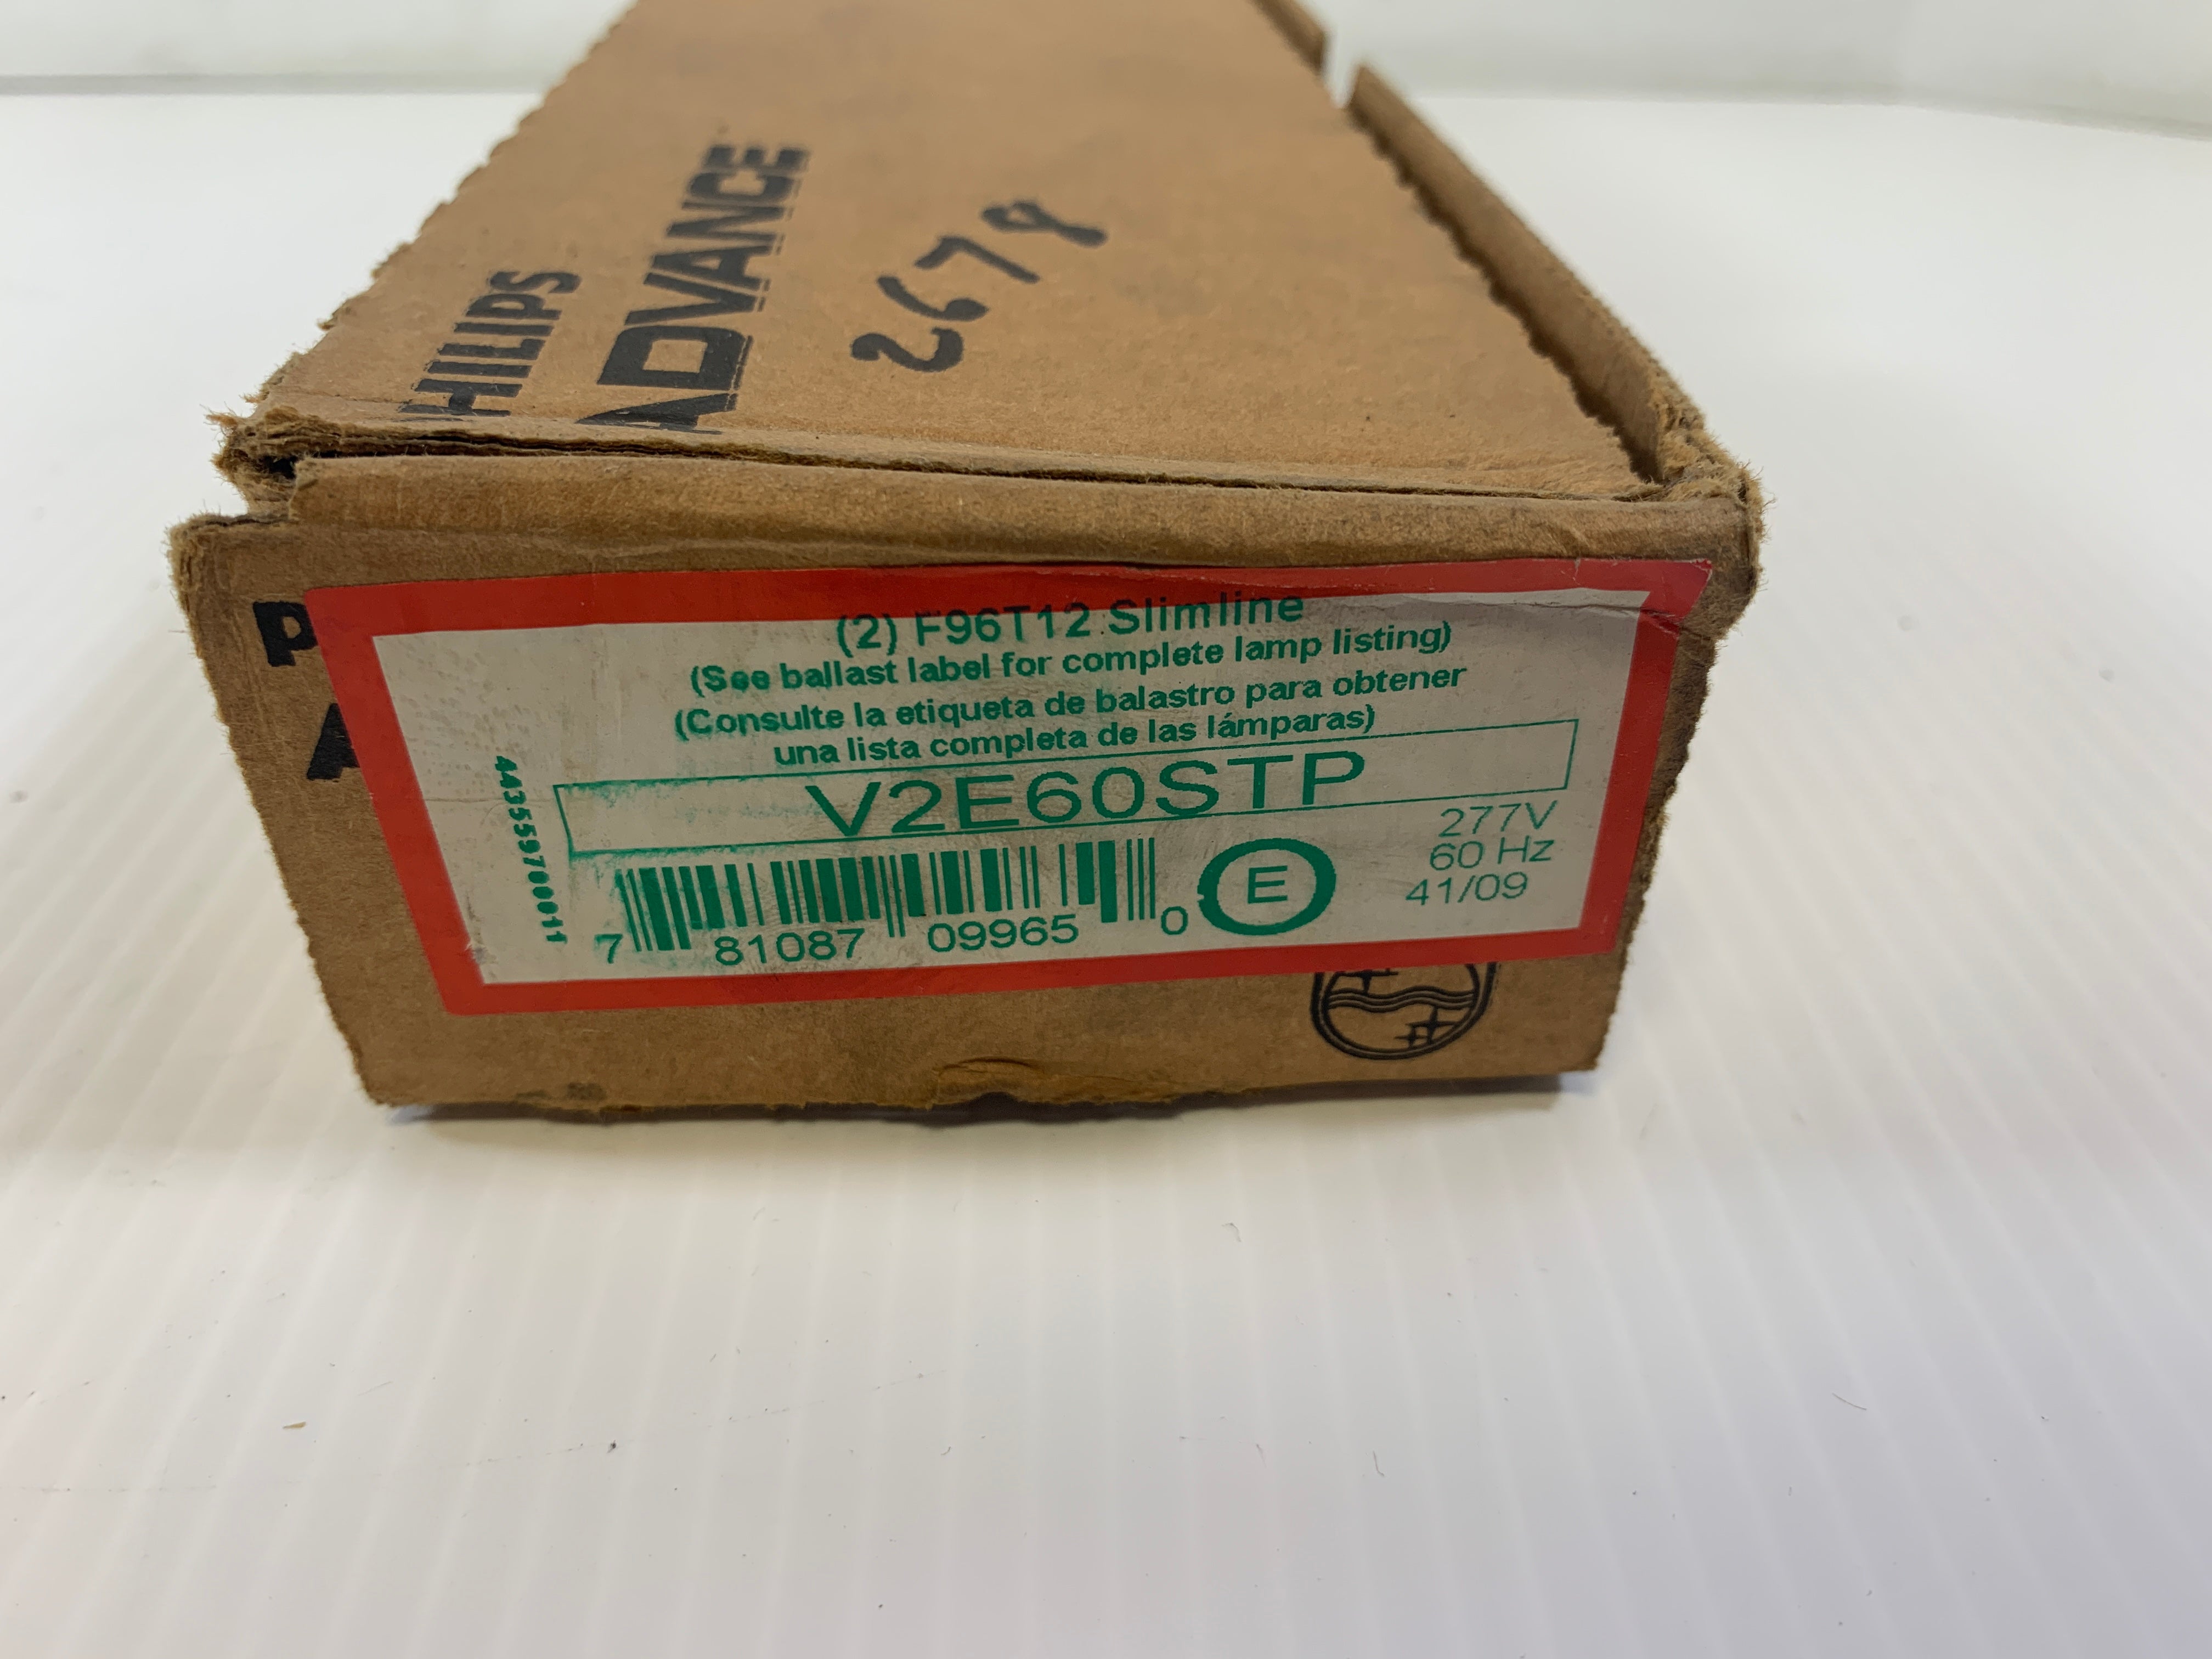 PHILIPS
ADVANCE
2678
P
A
(2) F96T12 Slimline
(See ballast label for complete lamp listing)
(Consulte la etiqueta de balastro para obtener
una lista completa de las lámparas)
V2E60STP
277V
60 Hz
41/09
E
7 81087 09965 0